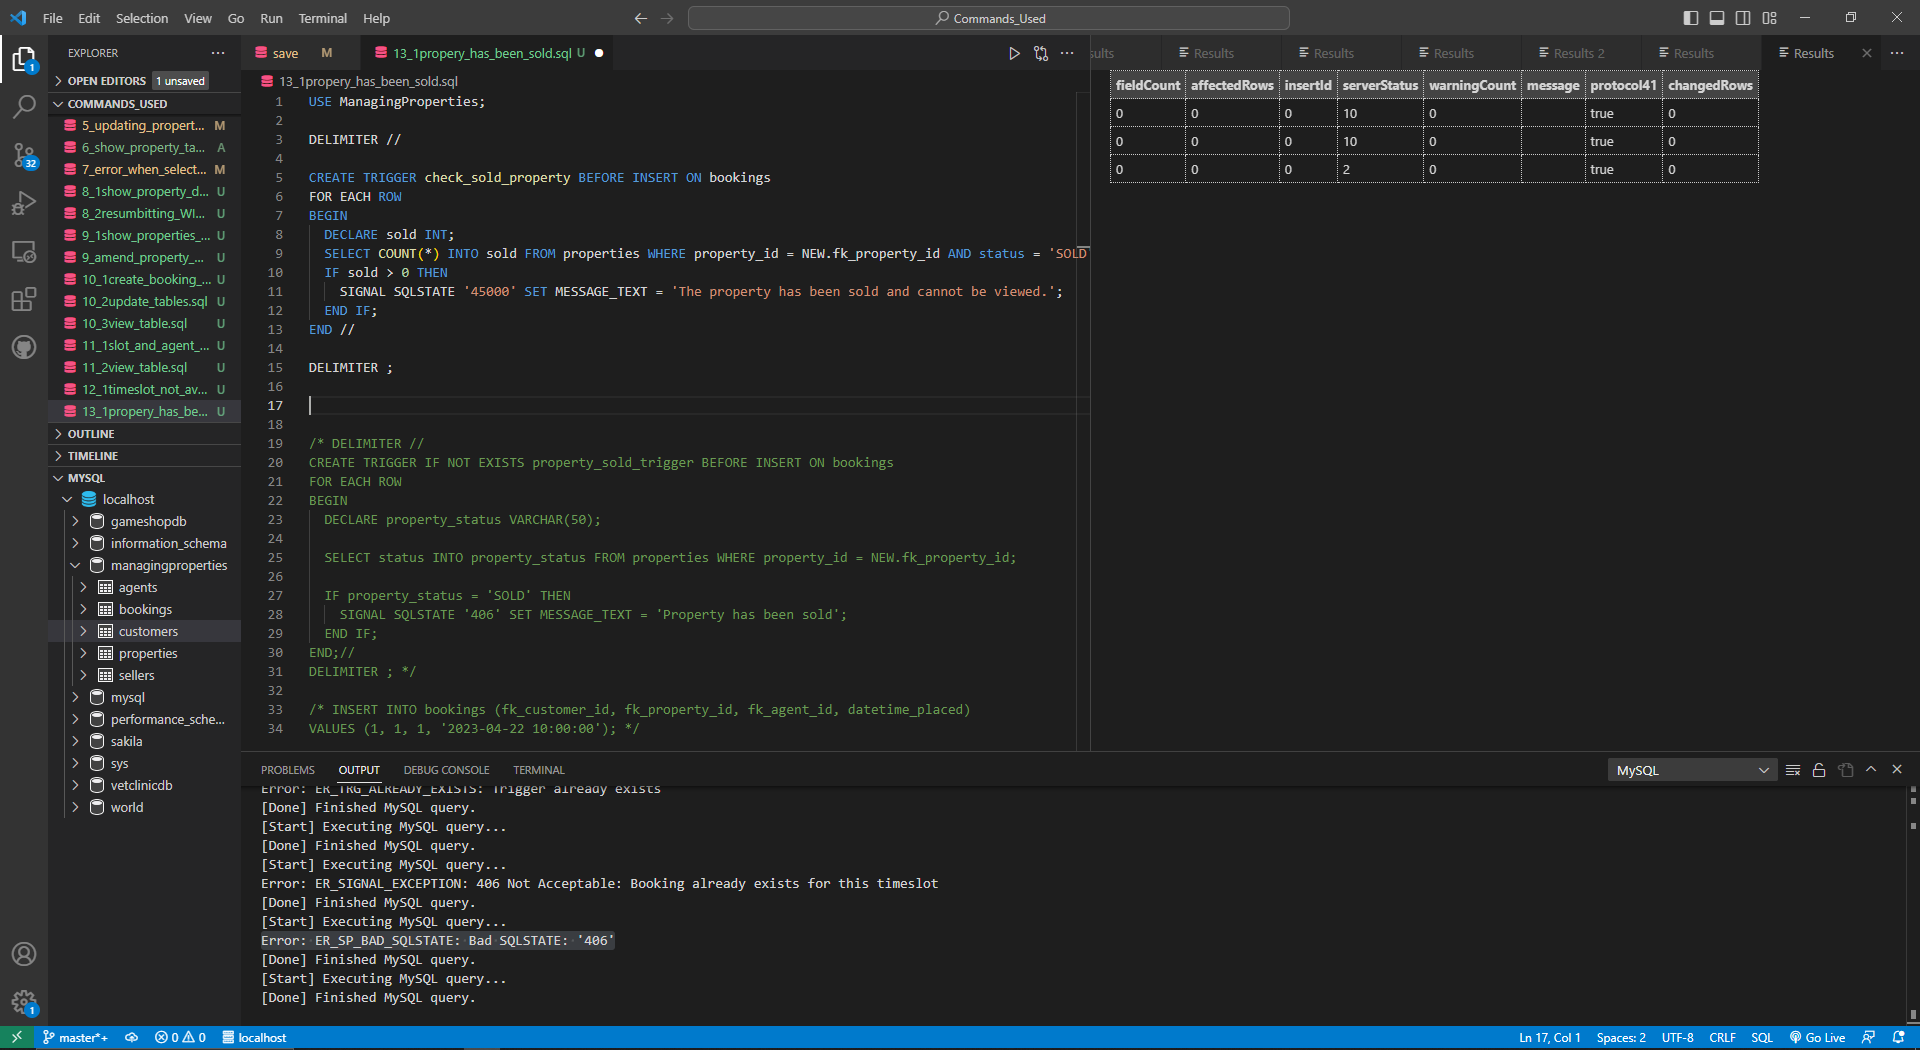 File Edit Selection View Go Run Terminal Help
Commands_Used
EXPLORER
OPEN EDITORS 1 unsaved
COMMANDS_USED
5_updating_propert... M
6_show_property_ta... A
7_error_when_select... M
8_1show_property_d... U
8_2resumbitting_WI... U
9_1show_properties_... U
9_amend_property_... U
10_1create_booking_... U
10_2update_tables.sql U
10_3view_table.sql U
11_1slot_and_agent_... U
11_2view_table.sql U
12_1timeslot_not_av... U
13_1propery_has_be... U
OUTLINE
TIMELINE
MYSQL
localhost
gameshopdb
information_schema
managingproperties
agents
bookings
customers
properties
sellers
mysql
performance_sche...
sakila
sys
vetclinicdb
world
1
32
1
save M
13_1propery_has_been_sold.sql U
13_1propery_has_been_sold.sql
1 USE ManagingProperties;
2
3 DELIMITER //
4
5 CREATE TRIGGER check_sold_property BEFORE INSERT ON bookings
6 FOR EACH ROW
7 BEGIN
8 DECLARE sold INT;
9 SELECT COUNT(*) INTO sold FROM properties WHERE property_id = NEW.fk_property_id AND status = 'SOLD
10 IF sold > 0 THEN
11 SIGNAL SQLSTATE '45000' SET MESSAGE_TEXT = 'The property has been sold and cannot be viewed.';
12 END IF;
13 END //
14
15 DELIMITER ;
16
17
18
19 /* DELIMITER //
20 CREATE TRIGGER IF NOT EXISTS property_sold_trigger BEFORE INSERT ON bookings
21 FOR EACH ROW
22 BEGIN
23 DECLARE property_status VARCHAR(50);
24
25 SELECT status INTO property_status FROM properties WHERE property_id = NEW.fk_property_id;
26
27 IF property_status = 'SOLD' THEN
28 SIGNAL SQLSTATE '406' SET MESSAGE_TEXT = 'Property has been sold';
29 END IF;
30 END;//
31 DELIMITER ; */
32
33 /* INSERT INTO bookings (fk_customer_id, fk_property_id, fk_agent_id, datetime_placed)
34 VALUES (1, 1, 1, '2023-04-22 10:00:00'); */
ults Results Results Results Results 2 Results Results
fieldCount affectedRows insertId serverStatus warningCount message protocol41 changedRows
0 0 0 10 0 true 0
0 0 0 10 0 true 0
0 0 0 2 0 true 0
PROBLEMS OUTPUT DEBUG CONSOLE TERMINAL
MySQL
Error: ER_TRG_ALREADY_EXISTS: Trigger already exists
[Done] Finished MySQL query.
[Start] Executing MySQL query...
[Done] Finished MySQL query.
[Start] Executing MySQL query...
Error: ER_SIGNAL_EXCEPTION: 406 Not Acceptable: Booking already exists for this timeslot
[Done] Finished MySQL query.
[Start] Executing MySQL query...
Error: ER_SP_BAD_SQLSTATE: Bad SQLSTATE: '406'
[Done] Finished MySQL query.
[Start] Executing MySQL query...
[Done] Finished MySQL query.
master*+ 0 0 localhost
Ln 17, Col 1 Spaces: 2 UTF-8 CRLF SQL Go Live